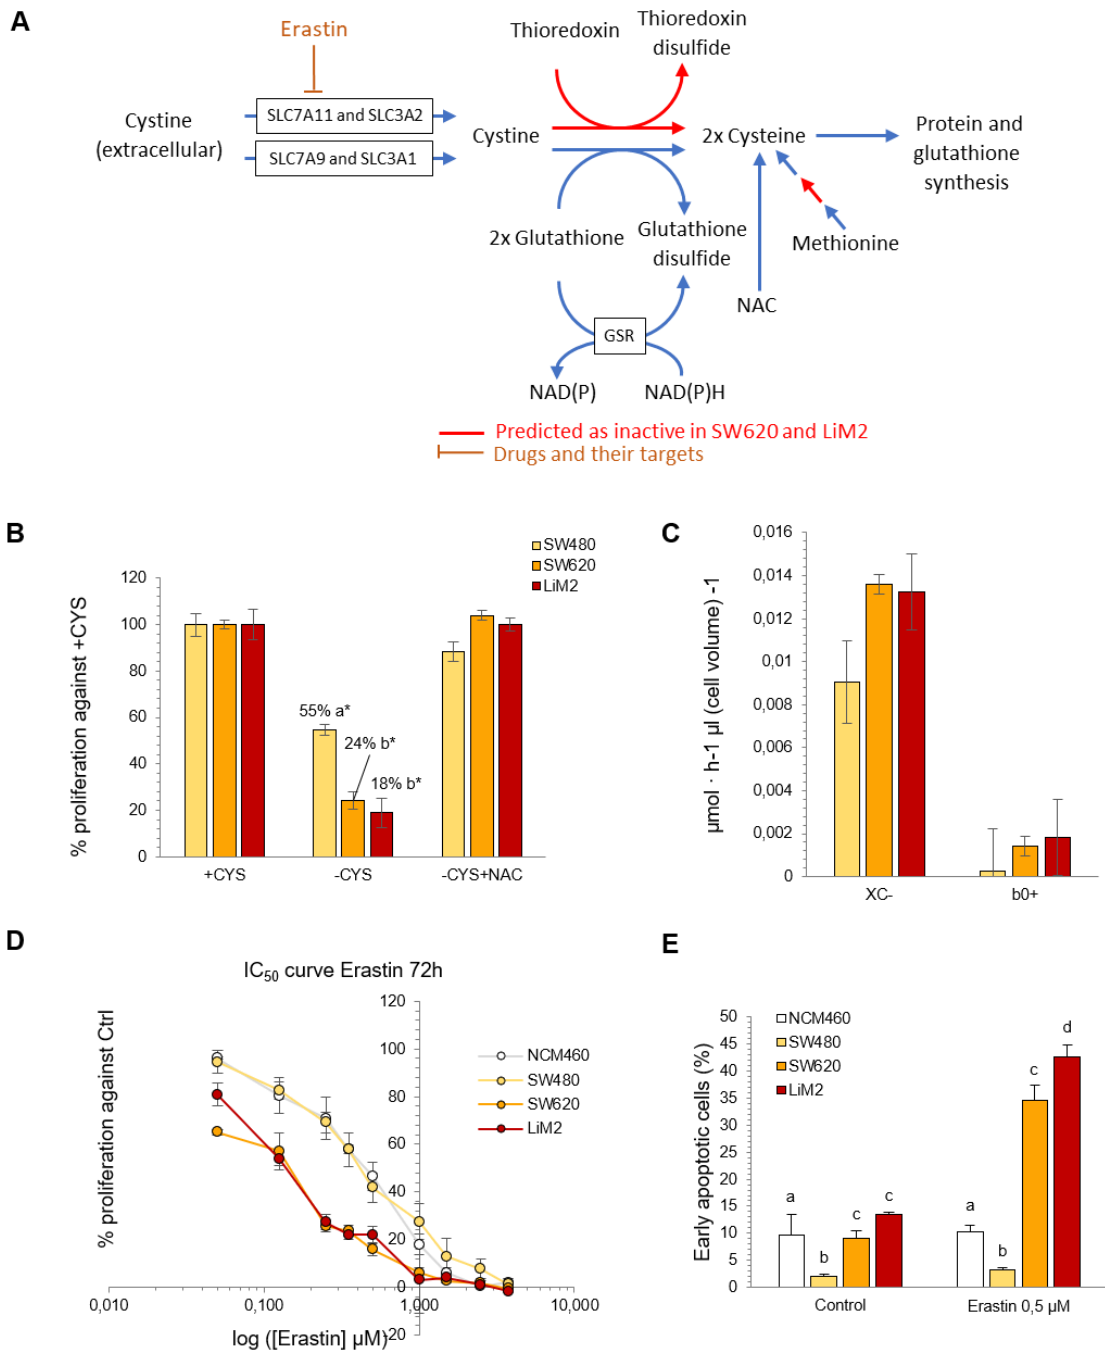 A
Erastin
Thioredoxin
Thioredoxin
disulfide
Cystine
(extracellular)
SLC7A11 and SLC3A2
SLC7A9 and SLC3A1
Cystine
2x Cysteine
Protein and
glutathione
synthesis
2x Glutathione
Glutathione
disulfide
Methionine
NAC
GSR
NAD(P)
NAD(P)H
Predicted as inactive in SW620 and LiM2
Drugs and their targets
B
SW480
SW620
LiM2
% proliferation against +CYS
120
100
80
60
40
20
0
55% a*
24% b*
18% b*
+CYS
-CYS
-CYS+NAC
C
µmol · h-1 µl (cell volume) -1
0,016
0,014
0,012
0,01
0,008
0,006
0,004
0,002
0
XC-
b0+
D
IC50 curve Erastin 72h
% proliferation against Ctrl
120
100
80
60
40
20
0
-20
NCM460
SW480
SW620
LiM2
0,010
0,100
1,000
10,000
log ([Erastin] µM)
E
Early apoptotic cells (%)
50
45
40
35
30
25
20
15
10
5
0
NCM460
SW480
SW620
LiM2
a
b
c
c
a
b
c
d
Control
Erastin 0,5 µM